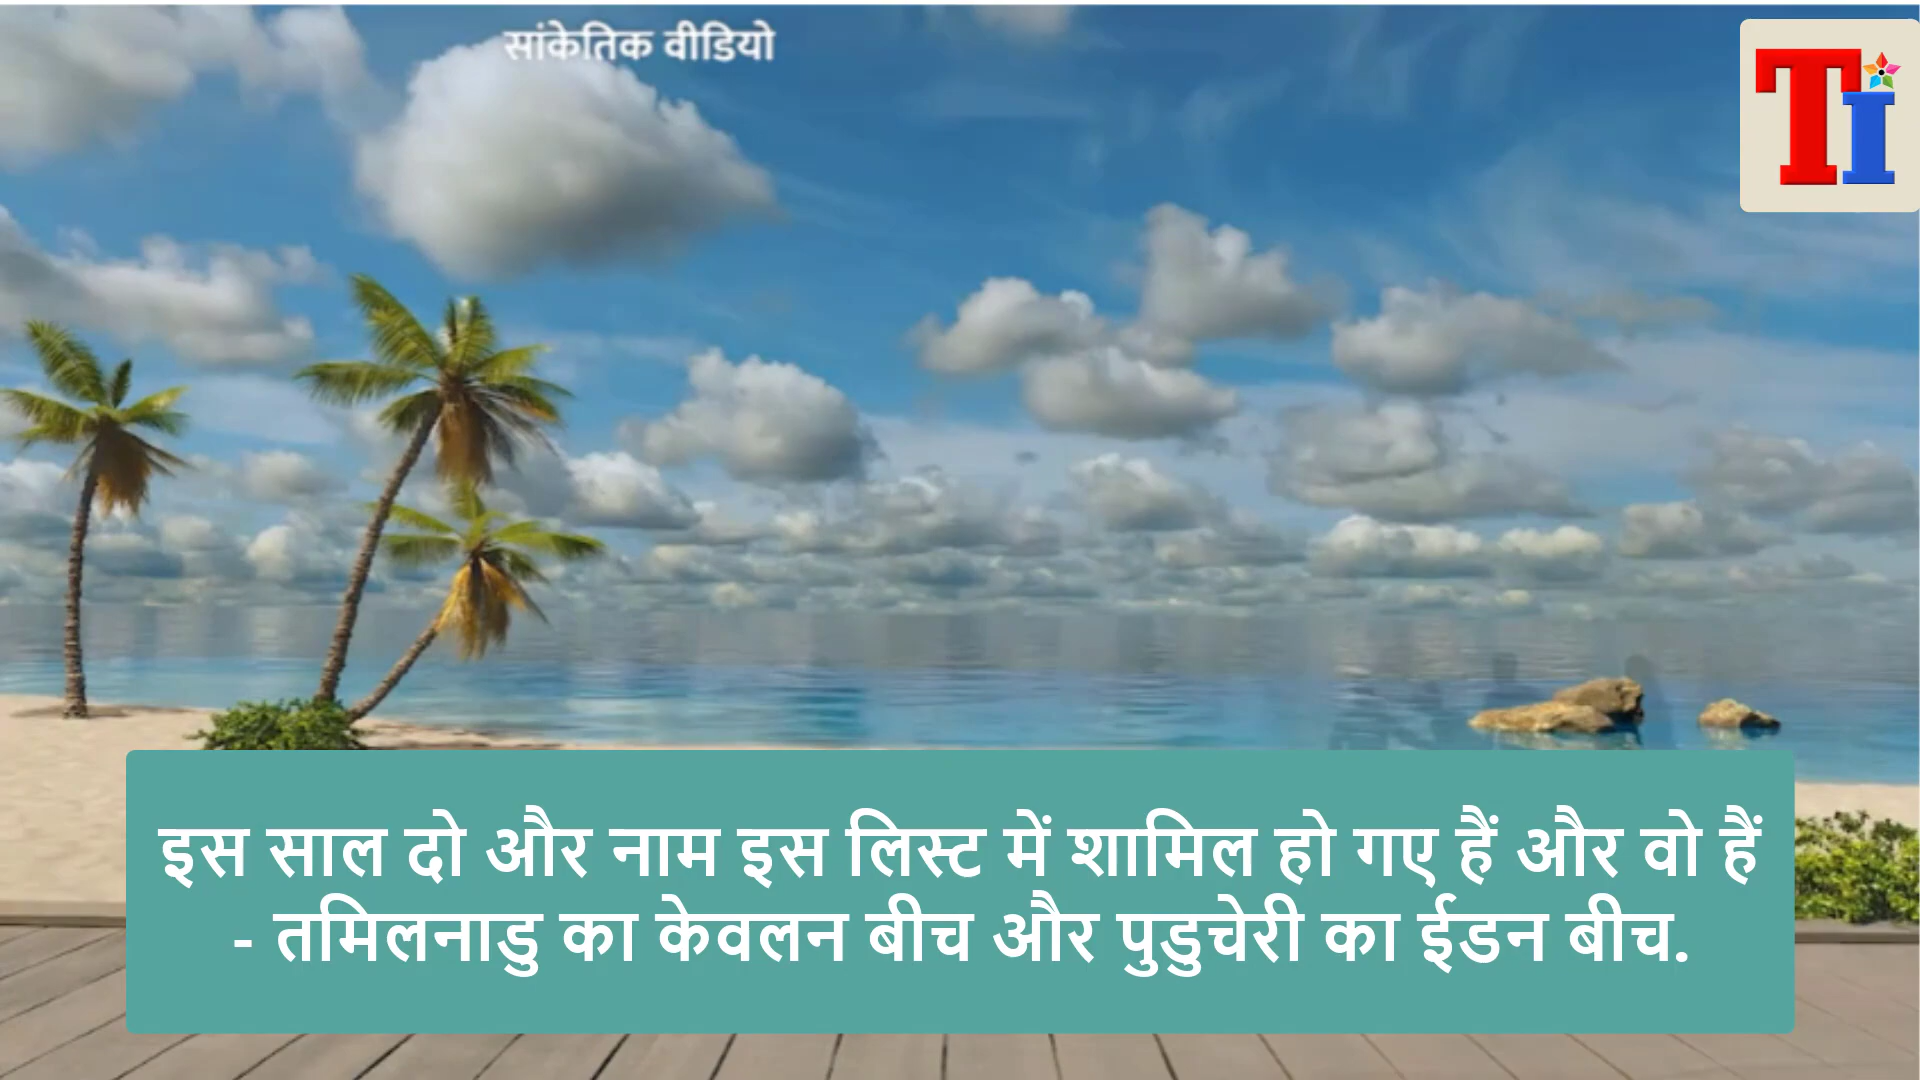 सांकेतिक वीडियो
Ti
इस साल दो और नाम इस लिस्ट में शामिल हो गए हैं और वो हैं
- तमिलनाडु का केवलन बीच और पुडुचेरी का ईडन बीच.